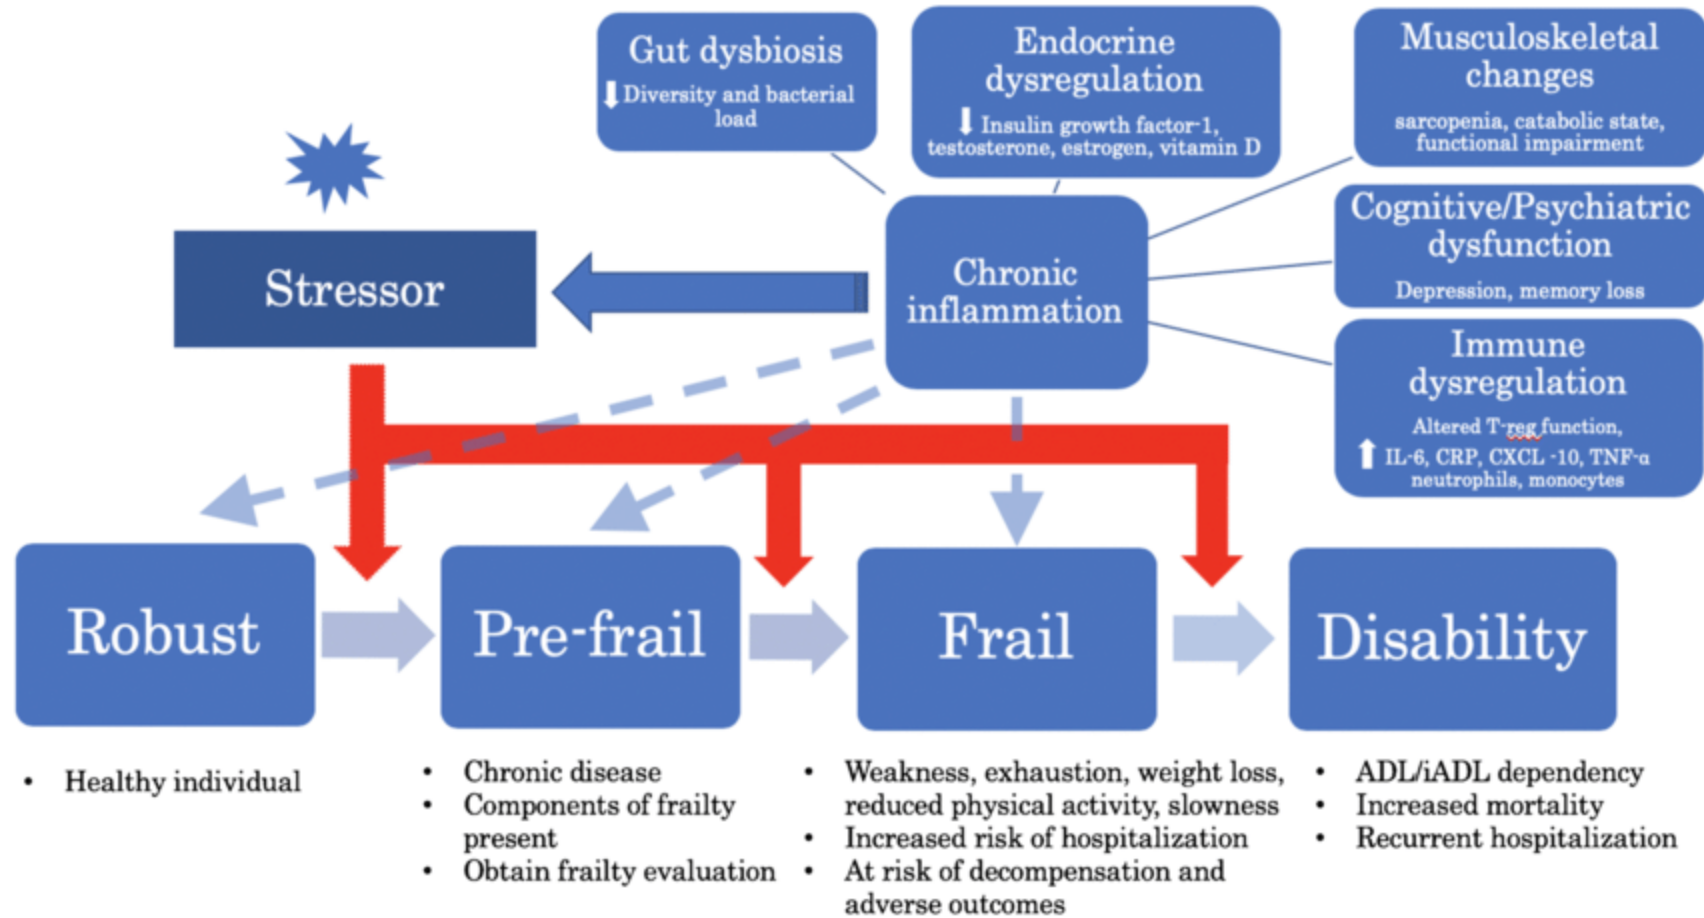 Gut dysbiosis
Diversity and bacterial
load
Endocrine
dysregulation
Insulin growth factor-1,
testosterone, estrogen, vitamin D
Musculoskeletal
changes
sarcopenia, catabolic state,
functional impairment
Cognitive/Psychiatric
dysfunction
Depression, memory loss
Immune
dysregulation
Altered T-reg function,
IL-6, CRP, CXCL -10, TNF-α
neutrophils, monocytes
Chronic
inflammation
Stressor
Robust
Pre-frail
Frail
Disability
• Healthy individual
• Chronic disease
• Components of frailty
present
• Obtain frailty evaluation
• Weakness, exhaustion, weight loss,
reduced physical activity, slowness
• Increased risk of hospitalization
• At risk of decompensation and
adverse outcomes
• ADL/iADL dependency
• Increased mortality
• Recurrent hospitalization